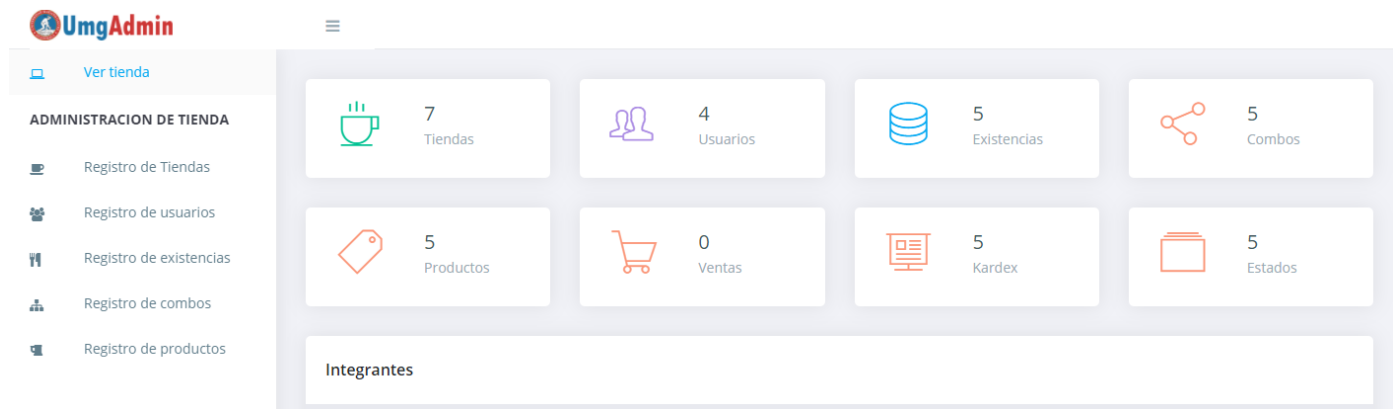 UmgAdmin
Ver tienda
ADMINISTRACION DE TIENDA
Registro de Tiendas
Registro de usuarios
Registro de existencias
Registro de combos
Registro de productos
7
Tiendas
4
Usuarios
5
Existencias
5
Combos
5
Productos
0
Ventas
5
Kardex
5
Estados
Integrantes